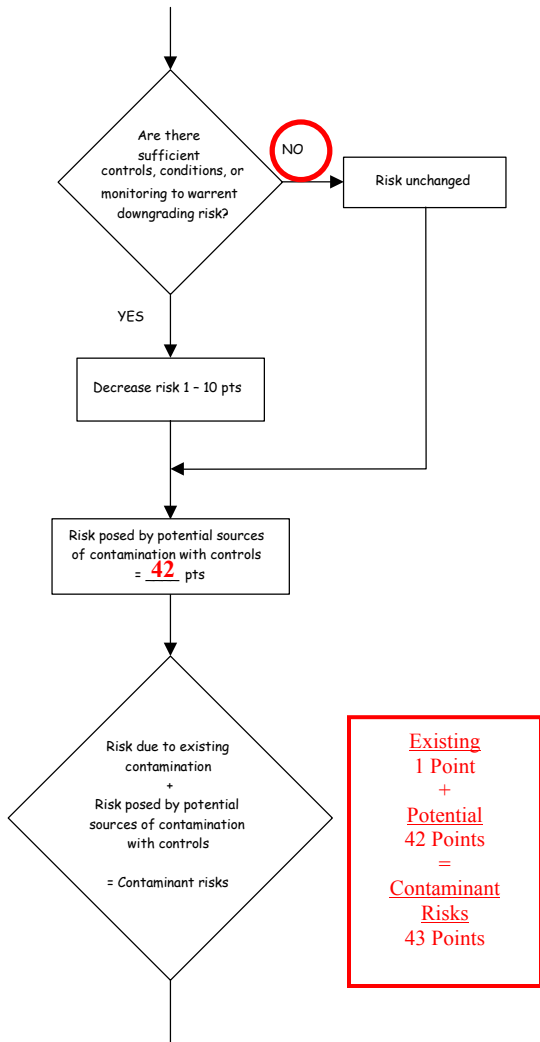 Are there
sufficient
controls, conditions, or
monitoring to warrent
downgrading risk?
NO
Risk unchanged
YES
Decrease risk 1 – 10 pts
Risk posed by potential sources
of contamination with controls
= 42 pts
Risk due to existing
contamination
+
Risk posed by potential
sources of contamination
with controls
= Contaminant risks
Existing
1 Point
+
Potential
42 Points
=
Contaminant
Risks
43 Points